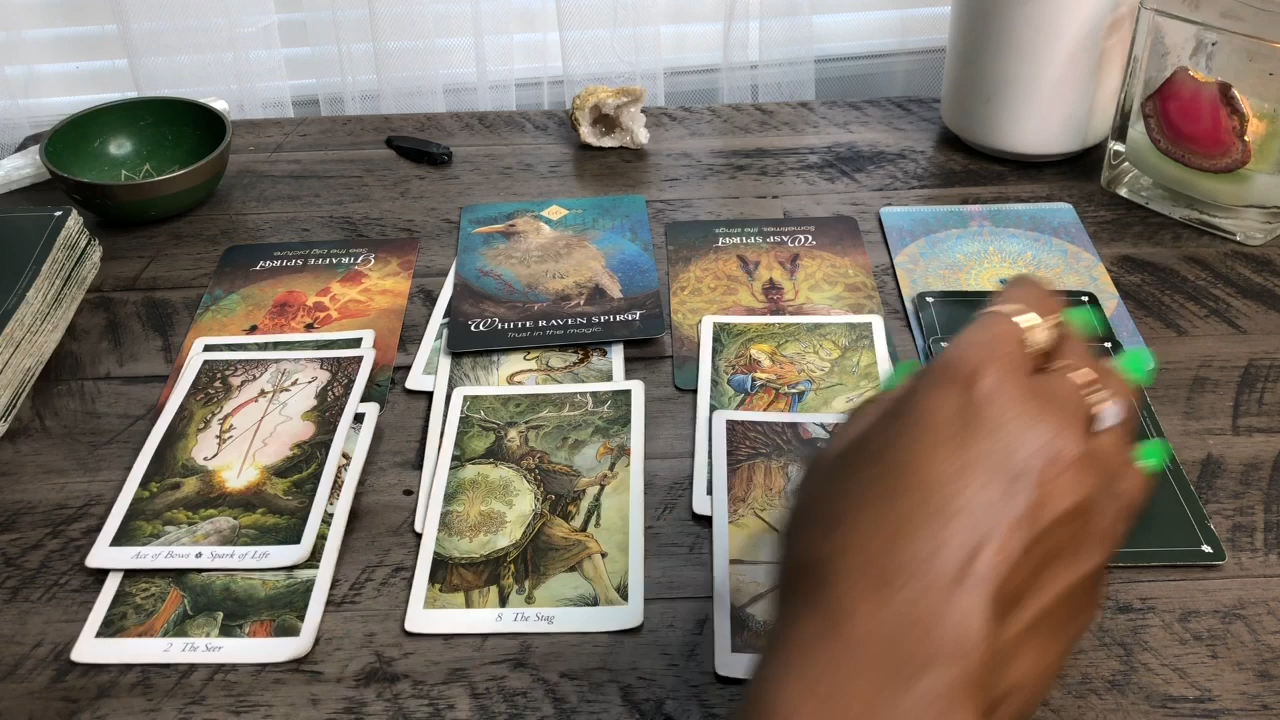 GIRAFFE SPIRIT
See the big picture
66
WHITE RAVEN SPIRIT
Trust in the magic.
WASP SPIRIT
Sometimes, life stings.
Ace of Bows Spark of Life
2 The Seer
8 The Stag